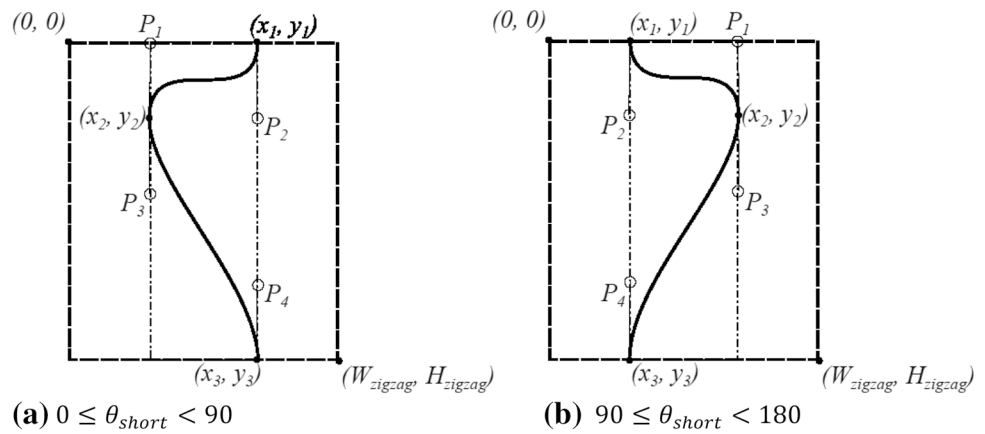 (0, 0) P1 (x1, y1)
(x2, y2) P2
P3
P4
(x3, y3) (Wzigzag, Hzigzag)
(a) 0 ≤ θshort < 90
(0, 0) (x1, y1) P1
P2 (x2, y2)
P3
P4
(x3, y3) (Wzigzag, Hzigzag)
(b) 90 ≤ θshort < 180